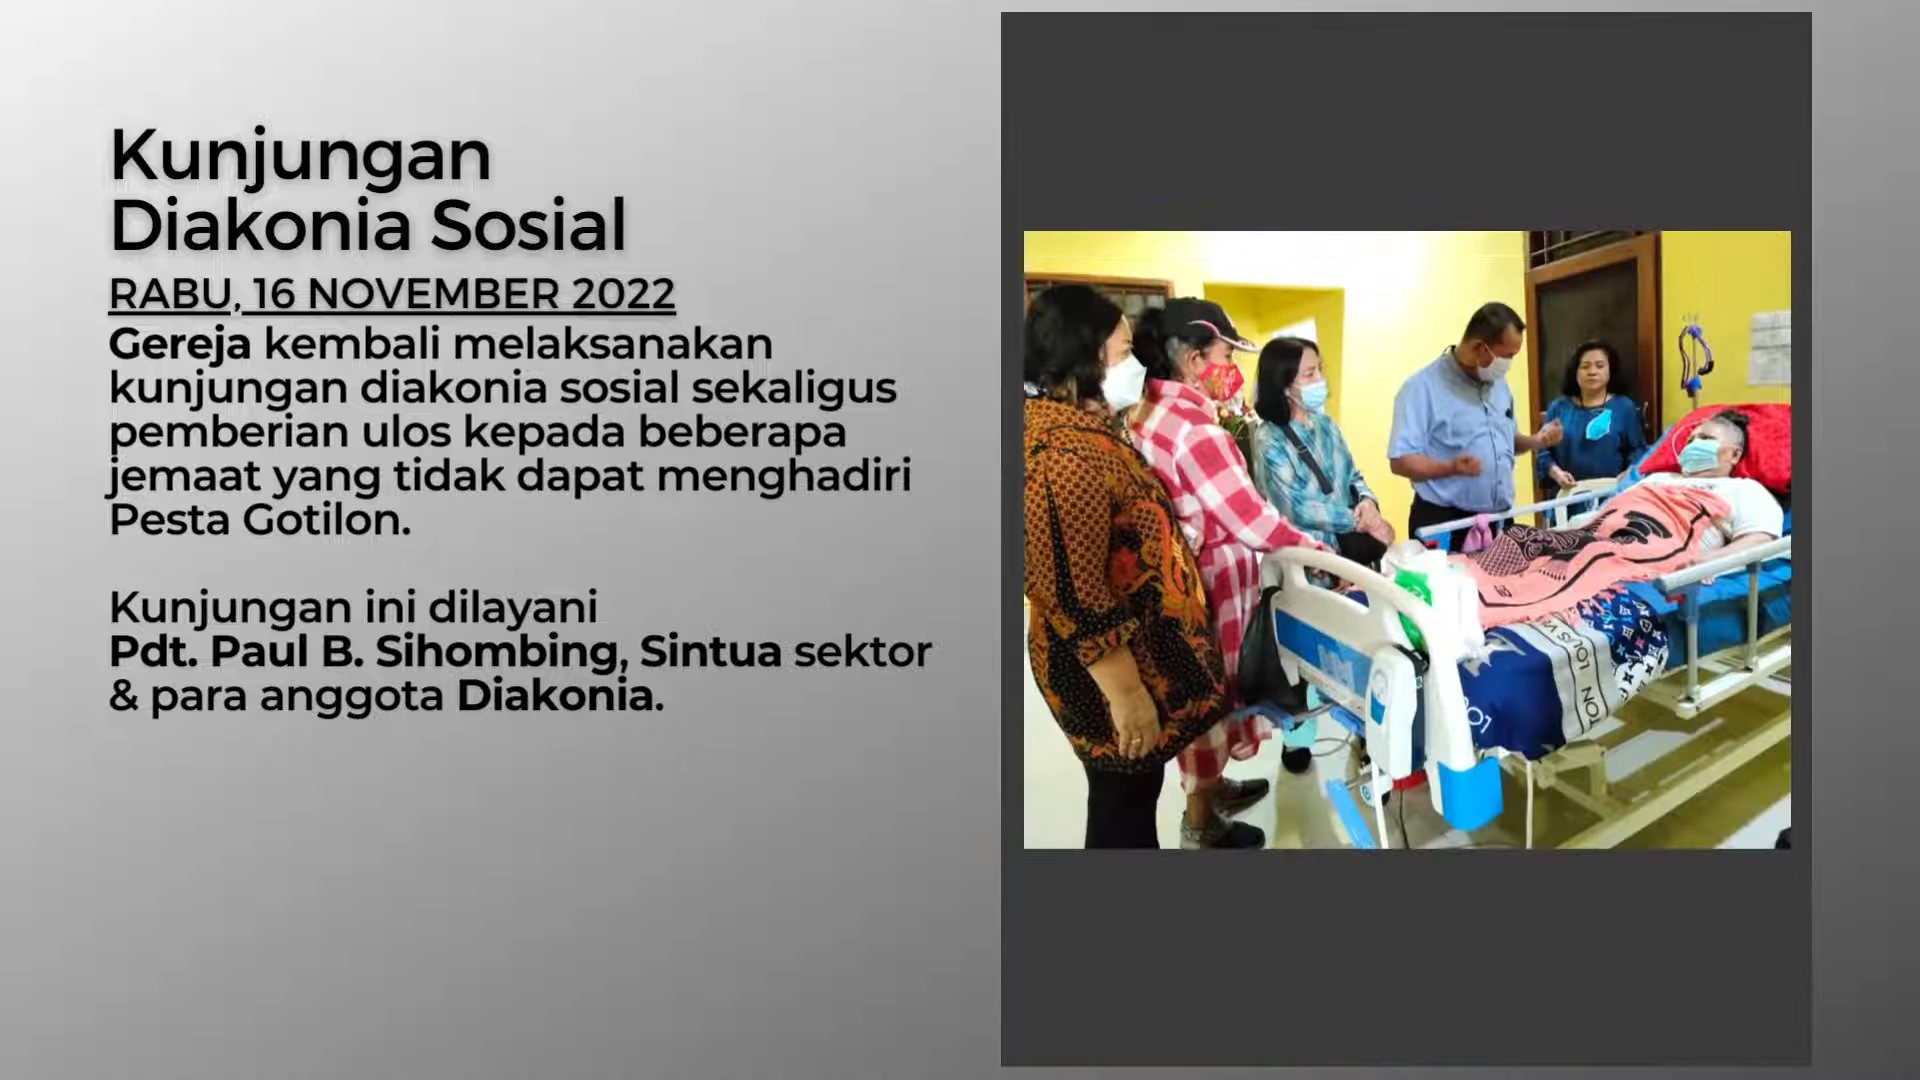 Kunjungan
Diakonia Sosial
RABU, 16 NOVEMBER 2022
Gereja kembali melaksanakan
kunjungan diakonia sosial sekaligus
pemberian ulos kepada beberapa
jemaat yang tidak dapat menghadiri
Pesta Gotilon.
Kunjungan ini dilayani
Pdt. Paul B. Sihombing, Sintua sektor
& para anggota Diakonia.